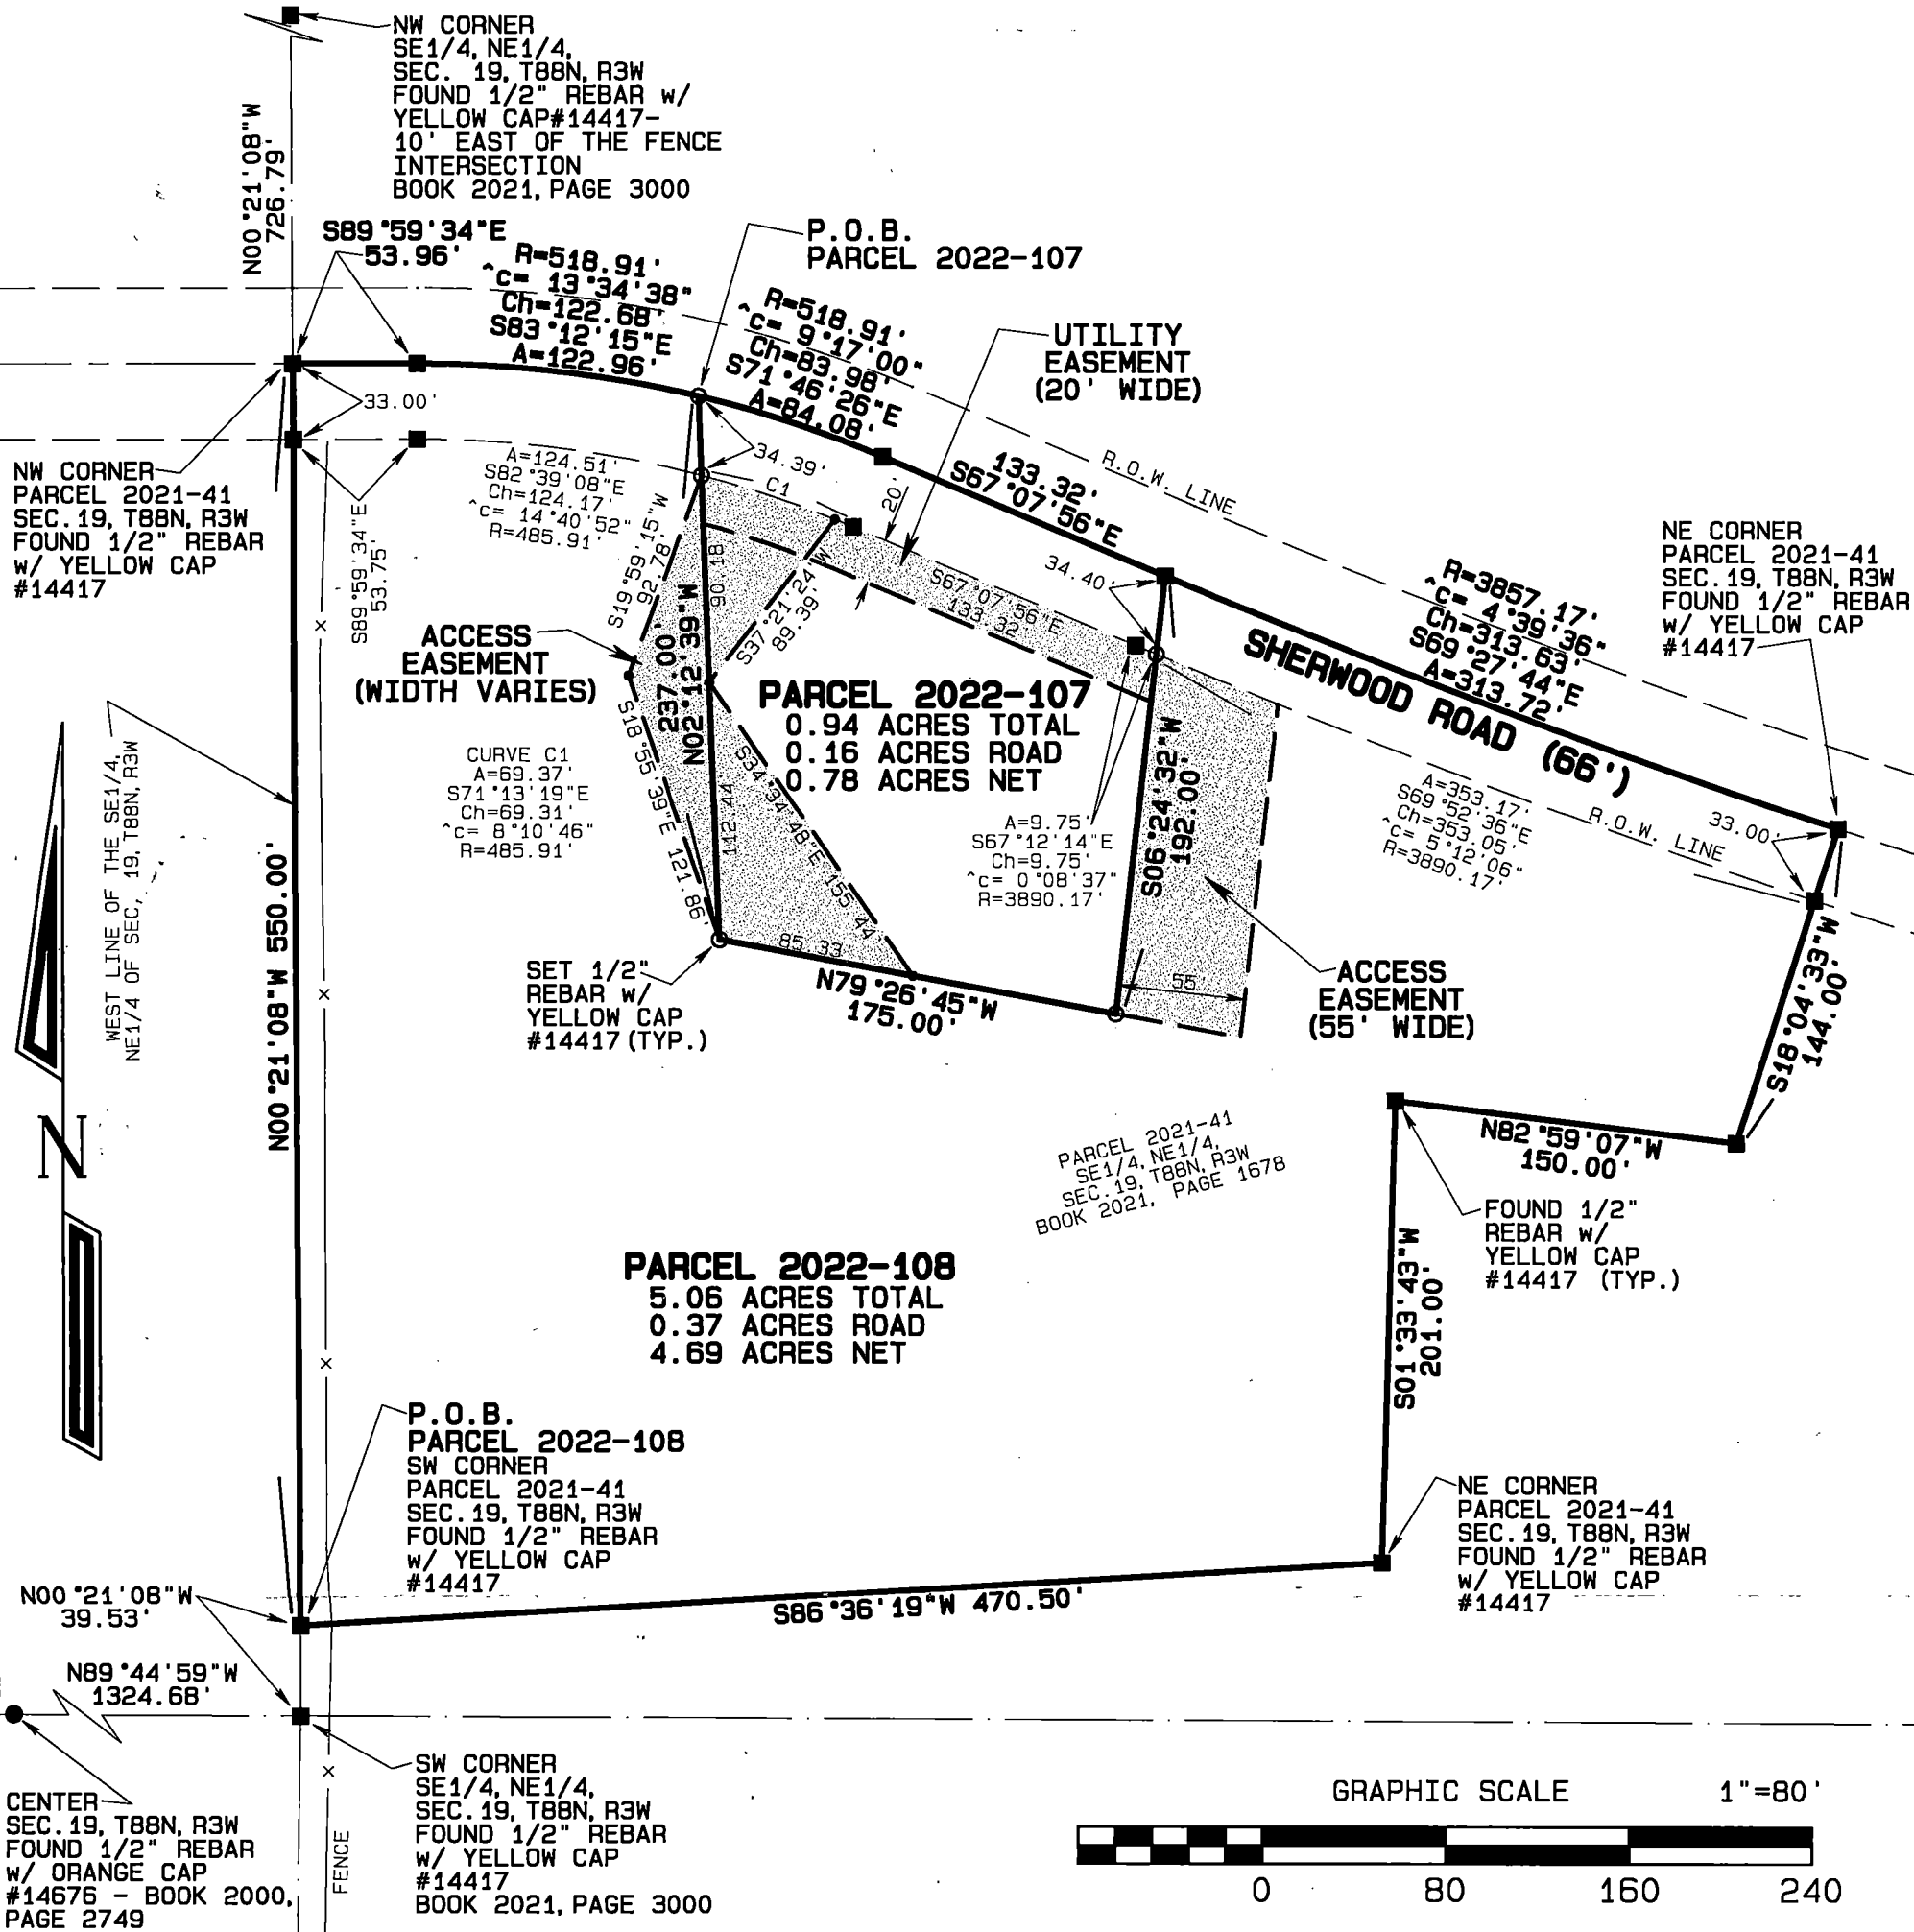 NW CORNER
SE1/4, NE1/4,
SEC. 19, T88N, R3W
FOUND 1/2" REBAR w/
YELLOW CAP#14417-
10' EAST OF THE FENCE
INTERSECTION
BOOK 2021, PAGE 3000
N00°21'08"W
726.79'
S89°59'34"E
53.96'
R=518.91'
^c= 13°34'38"
Ch=122.68'
S83°12'15"E
A=122.96'
P.O.B.
PARCEL 2022-107
R=518.91'
^c= 9°17'00"
Ch=83.98'
S71°46'26"E
A=84.08'
UTILITY
EASEMENT
(20' WIDE)
33.00'
NW CORNER
PARCEL 2021-41
SEC.19, T88N, R3W
FOUND 1/2" REBAR
w/ YELLOW CAP
#14417
S89°59'34"E
53.75'
A=124.51'
S82°39'08"E
Ch=124.17'
^c= 14°40'52"
R=485.91'
34.39'
C1
20'
133.32'
S67°07'56"E
R.O.W. LINE
34.40'
S67°07'56"E
133.32
R=3857.17'
^c= 4°39'36"
Ch=313.63'
S69°27'44"E
A=313.72'
SHERWOOD ROAD (66')
NE CORNER
PARCEL 2021-41
SEC.19, T88N, R3W
FOUND 1/2" REBAR
w/ YELLOW CAP
#14417
S19°59'15"W
92.78'
90.18
237.00'
N02°12'39"W
S37°21'24"W
89.39'
ACCESS
EASEMENT
(WIDTH VARIES)
S18°55'39"E 121.86'
112.44
S34°34'48"E 155.44'
PARCEL 2022-107
0.94 ACRES TOTAL
0.16 ACRES ROAD
0.78 ACRES NET
CURVE C1
A=69.37'
S71°13'19"E
Ch=69.31'
^c= 8°10'46"
R=485.91'
A=9.75'
S67°12'14"E
Ch=9.75'
^c= 0°08'37"
R=3890.17'
S06°24'32"W
192.00'
A=353.17'
S69°52'36"E
Ch=353.05'
^c= 5°12'06"
R=3890.17'
R.O.W. LINE
33.00'
WEST LINE OF THE SE1/4,
NE1/4 OF SEC, 19, T88N, R3W
N00°21'08"W 550.00'
SET 1/2"
REBAR w/
YELLOW CAP
#14417 (TYP.)
85.33
N79°26'45"W
175.00'
55
ACCESS
EASEMENT
(55' WIDE)
S18°04'33"W
144.00'
N
PARCEL 2021-41
SE1/4, NE1/4,
SEC.19, T88N, R3W
BOOK 2021, PAGE 1678
N82°59'07"W
150.00'
FOUND 1/2"
REBAR w/
YELLOW CAP
#14417 (TYP.)
S01°33'43"W
201.00'
PARCEL 2022-108
5.06 ACRES TOTAL
0.37 ACRES ROAD
4.69 ACRES NET
P.O.B.
PARCEL 2022-108
SW CORNER
PARCEL 2021-41
SEC.19, T88N, R3W
FOUND 1/2" REBAR
w/ YELLOW CAP
#14417
NE CORNER
PARCEL 2021-41
SEC.19, T88N, R3W
FOUND 1/2" REBAR
w/ YELLOW CAP
#14417
N00°21'08"W
39.53'
S86°36'19"W 470.50'
N89°44'59"W
1324.68'
CENTER
SEC.19, T88N, R3W
FOUND 1/2" REBAR
w/ ORANGE CAP
#14676 - BOOK 2000,
PAGE 2749
FENCE
SW CORNER
SE1/4, NE1/4,
SEC.19, T88N, R3W
FOUND 1/2" REBAR
w/ YELLOW CAP
#14417
BOOK 2021, PAGE 3000
GRAPHIC SCALE 1"=80'
0 80 160 240